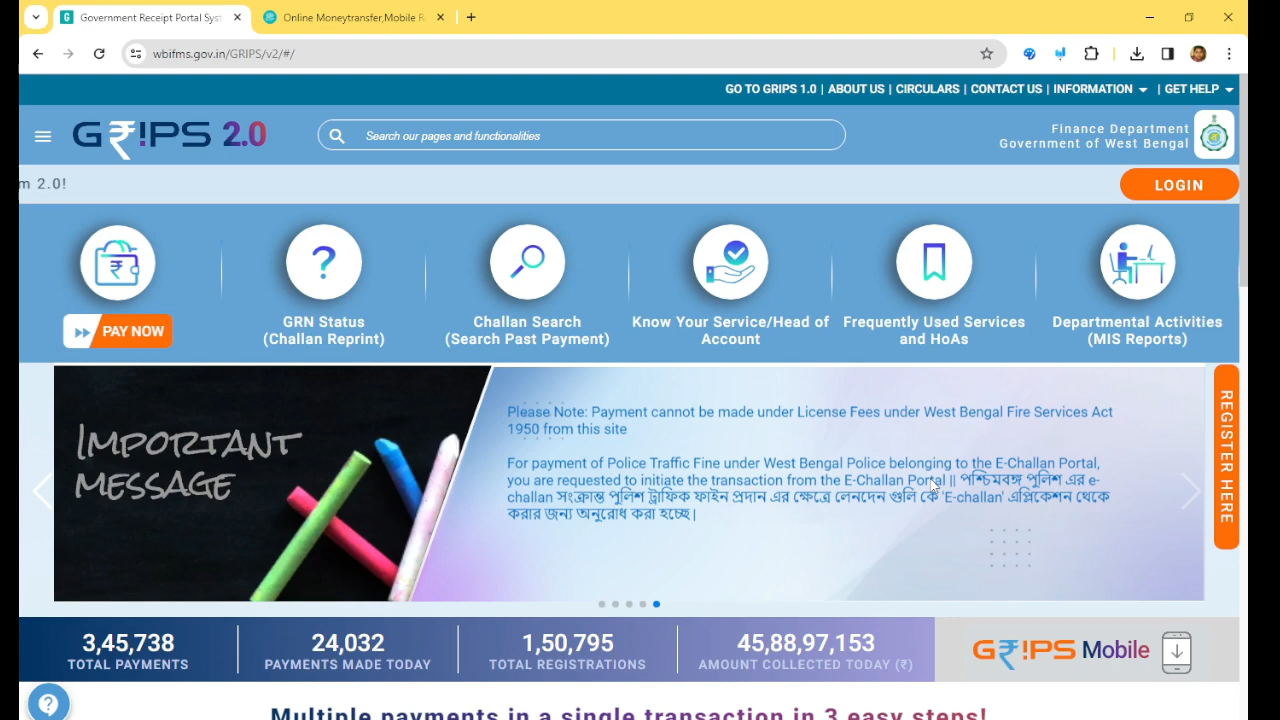 Government Receipt Portal Syst
Online Moneytransfer,Mobile R
wbifms.gov.in/GRIPS/v2/#/
GO TO GRIPS 1.0 | ABOUT US | CIRCULARS | CONTACT US | INFORMATION | GET HELP
GRIPS 2.0
Search our pages and functionalities
Finance Department
Government of West Bengal
m 2.0!
LOGIN
PAY NOW
GRN Status
(Challan Reprint)
Challan Search
(Search Past Payment)
Know Your Service/Head of
Account
Frequently Used Services
and HoAs
Departmental Activities
(MIS Reports)
IMPORTANT
MESSAGE
Please Note: Payment cannot be made under License Fees under West Bengal Fire Services Act
1950 from this site
For payment of Police Traffic Fine under West Bengal Police belonging to the E-Challan Portal,
you are requested to initiate the transaction from the E-Challan Portal || পশ্চিমবঙ্গ পুলিশ এর e-
challan সংক্রান্ত পুলিশ ট্রাফিক ফাইন প্রদান এর ক্ষেত্রে লেনদেন গুলি কে 'E-challan' এপ্লিকেশন থেকে
করার জন্য অনুরোধ করা হচ্ছে |
REGISTER HERE
3,45,738
TOTAL PAYMENTS
24,032
PAYMENTS MADE TODAY
1,50,795
TOTAL REGISTRATIONS
45,88,97,153
AMOUNT COLLECTED TODAY (₹)
GRIPS Mobile
Multiple payments in a single transaction in 3 easy steps!